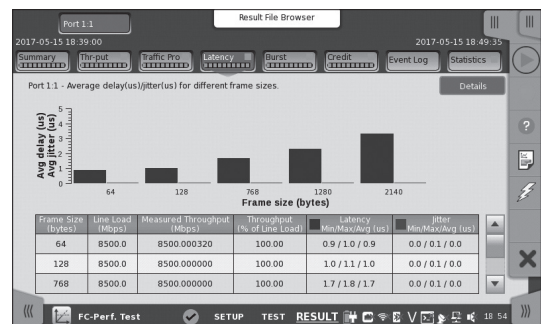 Port 1:1
Result File Browser
2017-05-15 18:39:00
2017-05-15 18:49:35
Summary
Thr-put
Traffic Pro
Latency
Burst
Credit
Event Log
Statistics
Port 1:1 - Average delay(us)/jitter(us) for different frame sizes.
Details
Avg delay (us)
Avg jitter (us)
5
4
3
2
1
0
64 128 768 1280 2140
Frame size (bytes)
Frame Size (bytes) Line Load (Mbps) Measured Throughput (Mbps) Throughput (% of Line Load) Latency Min/Max/Avg (us) Jitter Min/Max/Avg (us)
64 8500.0 8500.000320 100.00 0.9 / 1.0 / 0.9 0.0 / 0.1 / 0.0
128 8500.0 8500.000000 100.00 1.0 / 1.1 / 1.0 0.0 / 0.1 / 0.0
768 8500.0 8500.000000 100.00 1.7 / 1.8 / 1.7 0.0 / 0.1 / 0.0
FC-Perf. Test SETUP TEST RESULT 18 54